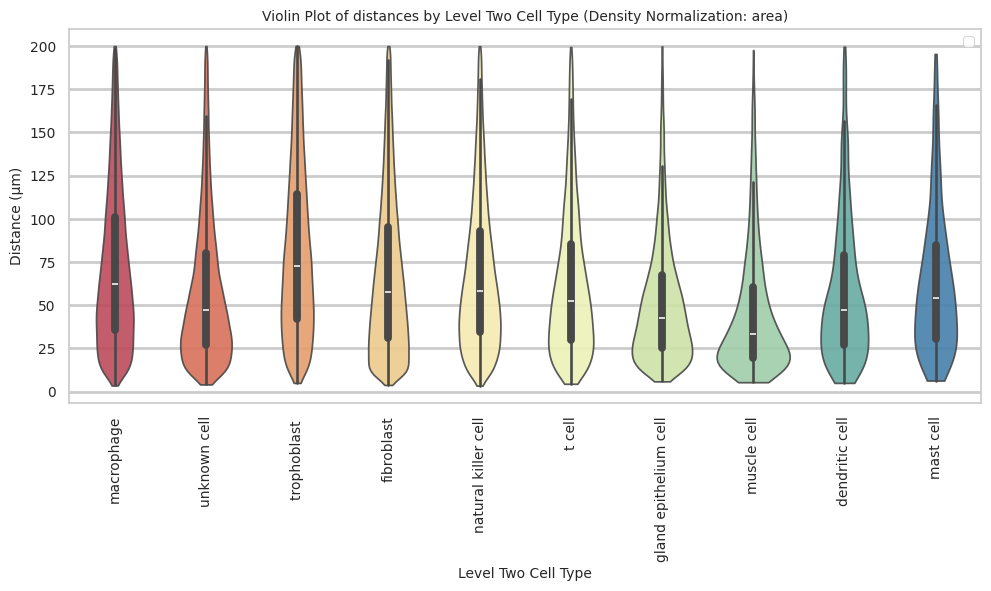 Violin Plot of distances by Level Two Cell Type (Density Normalization: area)
Distance (μm)
200
175
150
125
100
75
50
25
0
macrophage
unknown cell
trophoblast
fibroblast
natural killer cell
t cell
gland epithelium cell
muscle cell
dendritic cell
mast cell
Level Two Cell Type